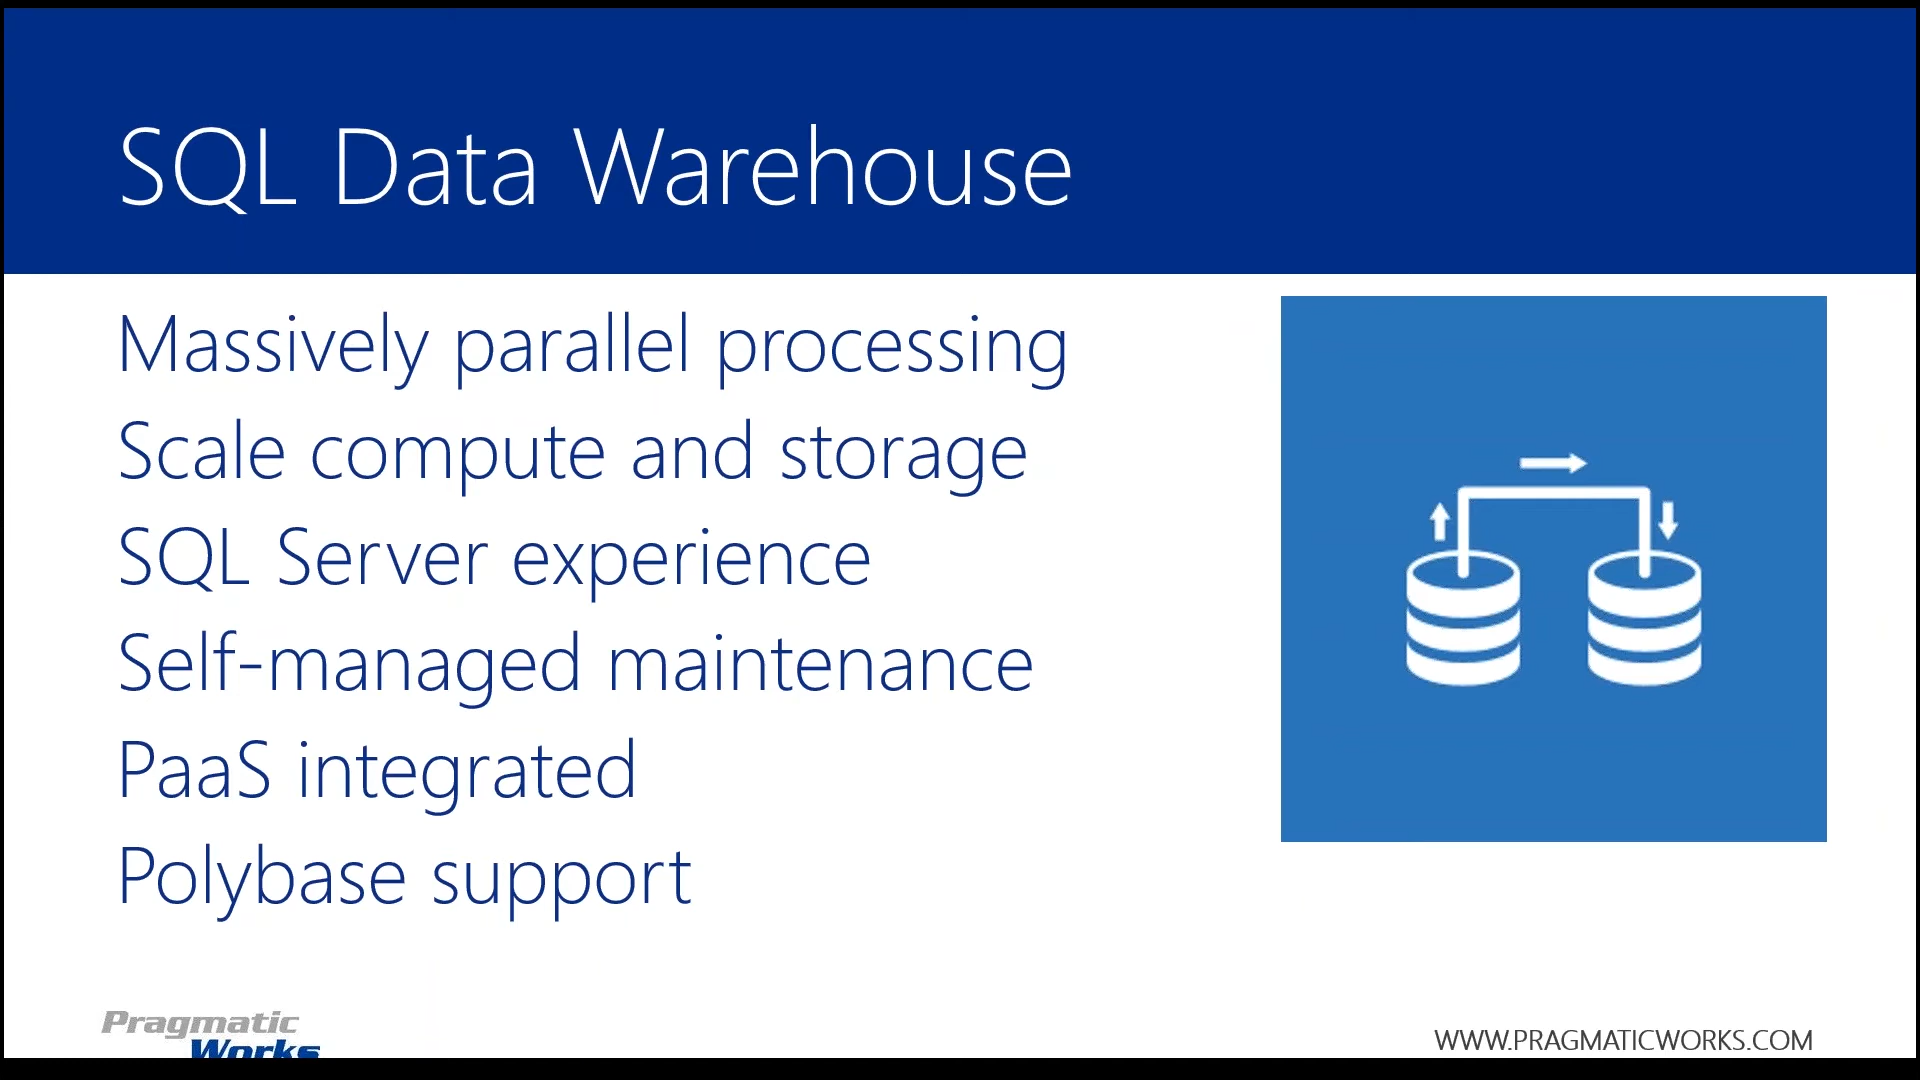 SQL Data Warehouse
Massively parallel processing
Scale compute and storage
SQL Server experience
Self-managed maintenance
PaaS integrated
Polybase support
Pragmatic
Works
WWW.PRAGMATICWORKS.COM